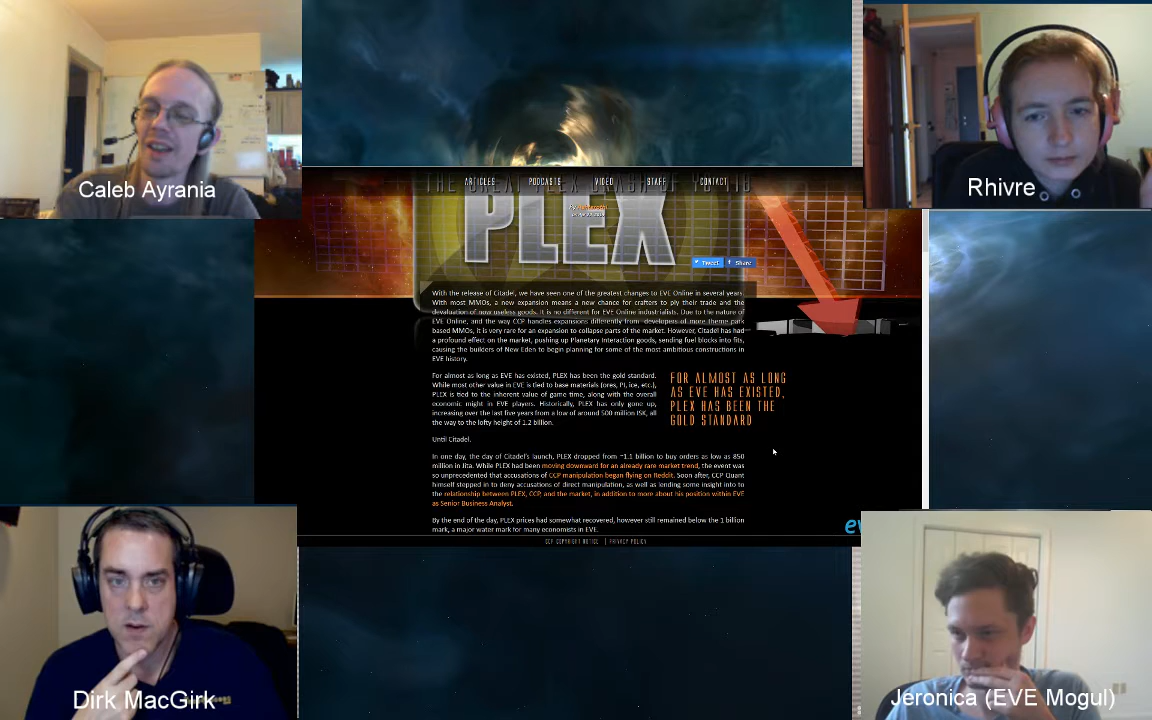 Caleb Ayrania
Rhivre
ARTICLES PODCASTS VIDEO STAFF CONTACT
PLEX
Tweet Share
With the release of Citadel, we have seen one of the greatest changes to EVE Online in several years.
With most MMOs, a new expansion means a new chance for crafters to ply their trade and the
devaluation of now useless goods. It is no different for EVE Online industrialists. Due to the nature of
EVE Online, and the way CCP handles expansions differently from developers of more theme park
based MMOs, it is very rare for an expansion to collapse parts of the market. However, Citadel has had
a profound effect on the market, pushing up Planetary Interaction goods, sending fuel blocks into fits,
causing the builders of New Eden to begin planning for some of the most ambitious constructions in
EVE history.
For almost as long as EVE has existed, PLEX has been the gold standard.
While most other value in EVE is tied to base materials (ores, PI, ice, etc.),
PLEX is tied to the inherent value of game time, along with the overall
economic might in EVE players. Historically, PLEX has only gone up,
increasing over the last five years from a low of around 500 million ISK, all
the way to the lofty height of 1.2 billion.
FOR ALMOST AS LONG
AS EVE HAS EXISTED,
PLEX HAS BEEN THE
GOLD STANDARD
Until Citadel.
In one day, the day of Citadel's launch, PLEX dropped from ~1.1 billion to buy orders as low as 850
million in Jita. While PLEX had been moving downward for an already rare market trend, the event was
so unprecedented that accusations of CCP manipulation began flying on Reddit. Soon after, CCP Quant
himself stepped in to deny accusations of direct manipulation, as well as lending some insight into to
the relationship between PLEX, CCP, and the market, in addition to more about his position within EVE
as Senior Business Analyst.
By the end of the day, PLEX prices had somewhat recovered, however still remained below the 1 billion
mark, a major water mark for many economists in EVE.
ev
CCP COPYRIGHT NOTICE | PRIVACY POLICY
Dirk MacGirk
Jeronica (EVE Mogul)